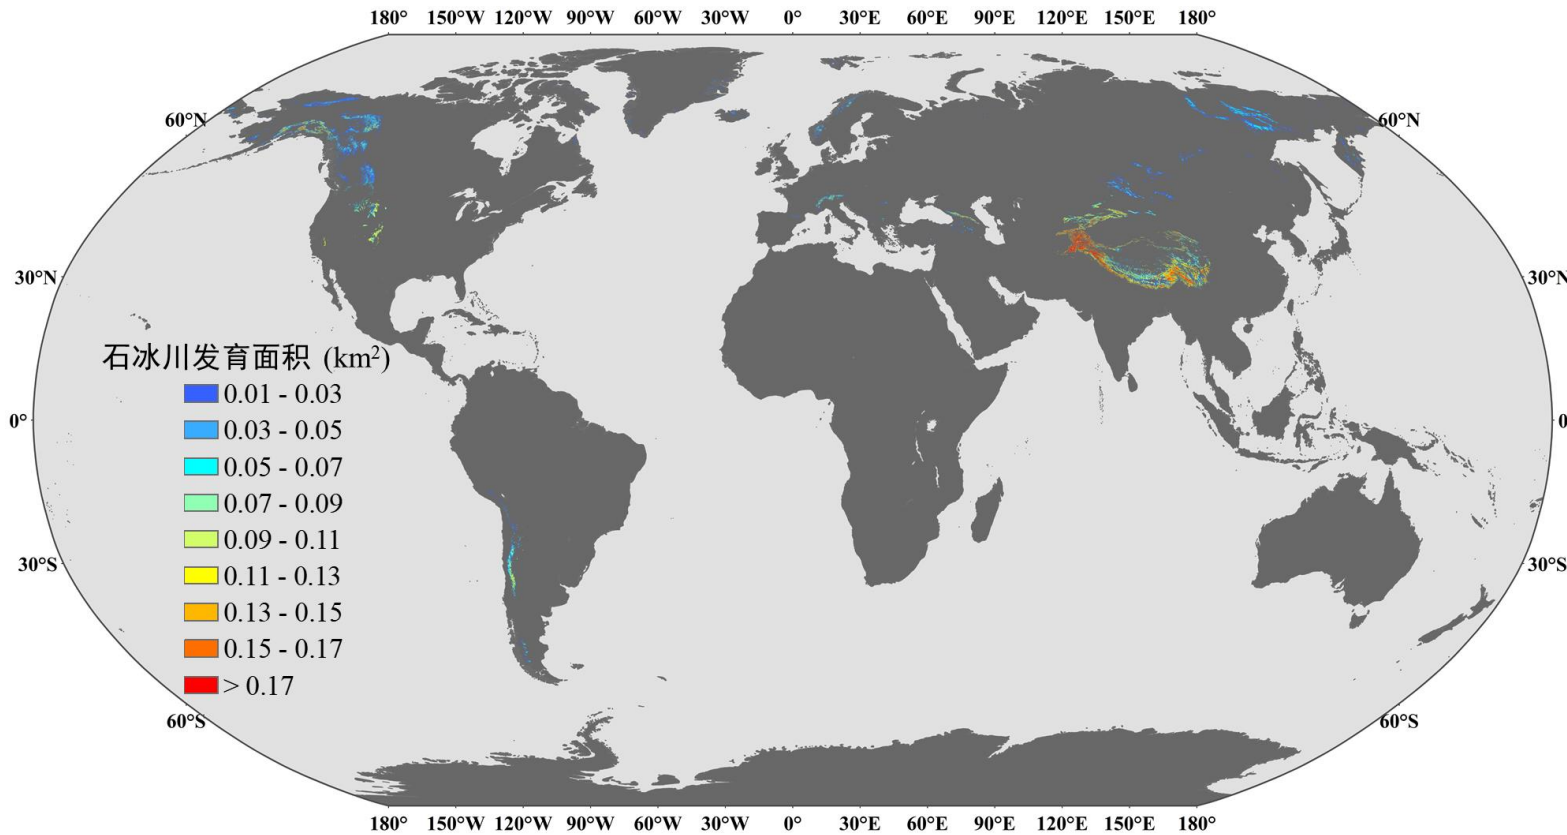 180° 150°W 120°W 90°W 60°W 30°W 0° 30°E 60°E 90°E 120°E 150°E 180°
60°N 60°N
30°N 30°N
石冰川发育面积 (km²)
0.01 - 0.03
0° 0
0.03 - 0.05
0.05 - 0.07
0.07 - 0.09
0.09 - 0.11
30°S 30°S
0.11 - 0.13
0.13 - 0.15
0.15 - 0.17
> 0.17
60°S 60°S
180° 150°W 120°W 90°W 60°W 30°W 0° 30°E 60°E 90°E 120°E 150°E 180°